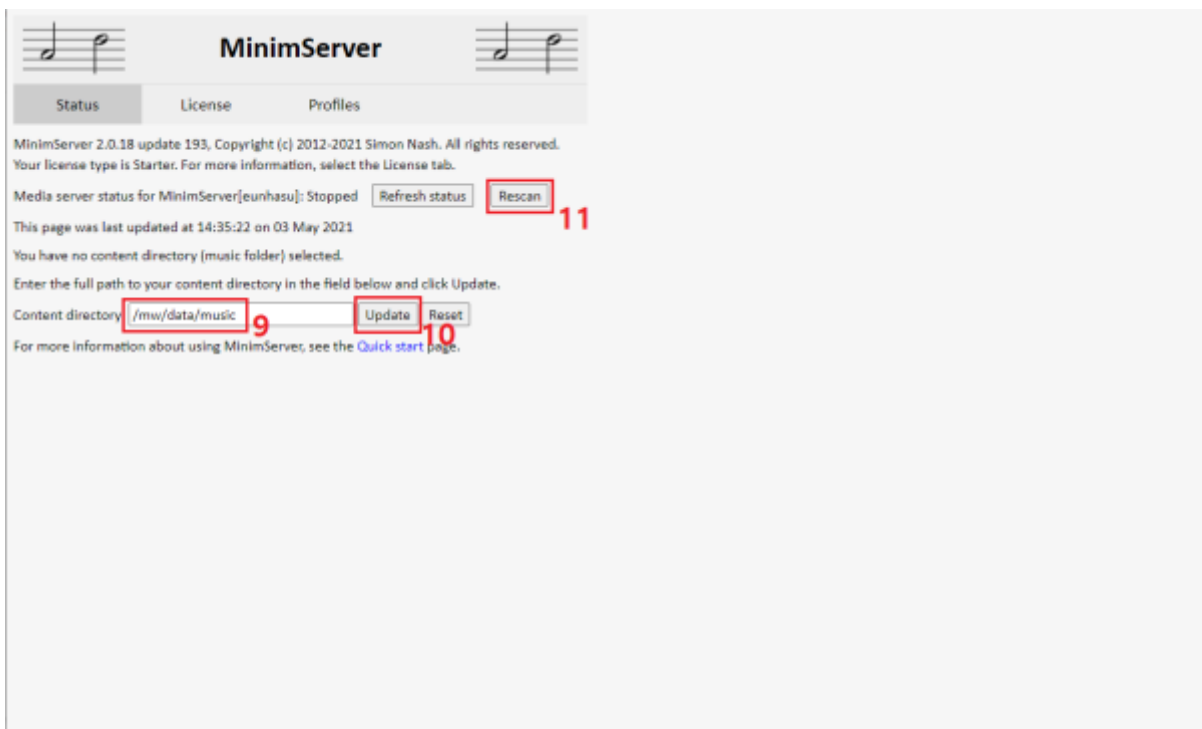 MinimServer
Status License Profiles
MinimServer 2.0.18 update 193, Copyright (c) 2012-2021 Simon Nash. All rights reserved.
Your license type is Starter. For more information, select the License tab.
Media server status for MinimServer[eunhasu]: Stopped Refresh status Rescan
11
This page was last updated at 14:35:22 on 03 May 2021
You have no content directory (music folder) selected.
Enter the full path to your content directory in the field below and click Update.
Content directory /mw/data/music 9 Update Reset
10
For more information about using MinimServer, see the Quick start page.